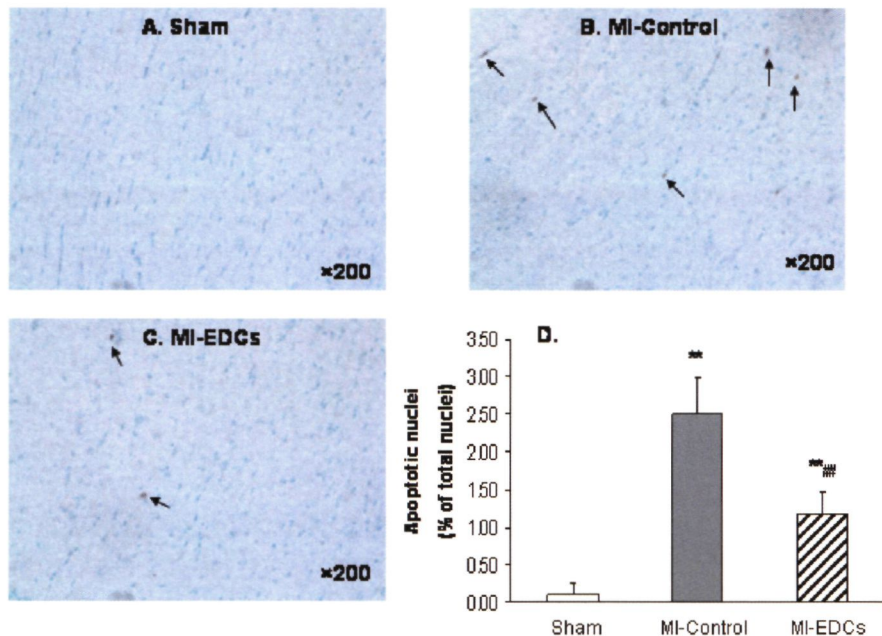 A. Sham
×200
B. MI-Control
×200
C. MI-EDCs
×200
D.
Apoptotic nuclei
(% of total nuclei)
3.50
3.00
2.50
2.00
1.50
1.00
0.50
0.00
**
**##
Sham
MI-Control
MI-EDCs